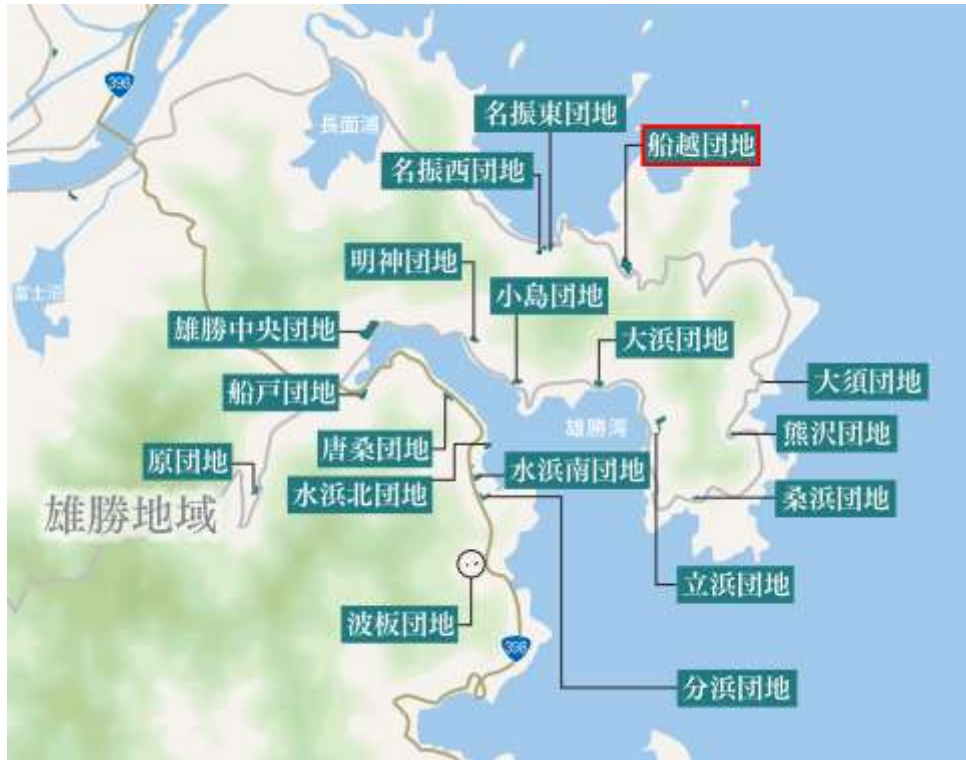 398
長面浦
名振東団地
船越団地
名振西団地
明神団地
小島団地
富士沼
雄勝中央団地
大浜団地
船戸団地
大須団地
雄勝湾
熊沢団地
唐桑団地
原団地
水浜南団地
水浜北団地
桑浜団地
雄勝地域
立浜団地
波板団地
398
分浜団地